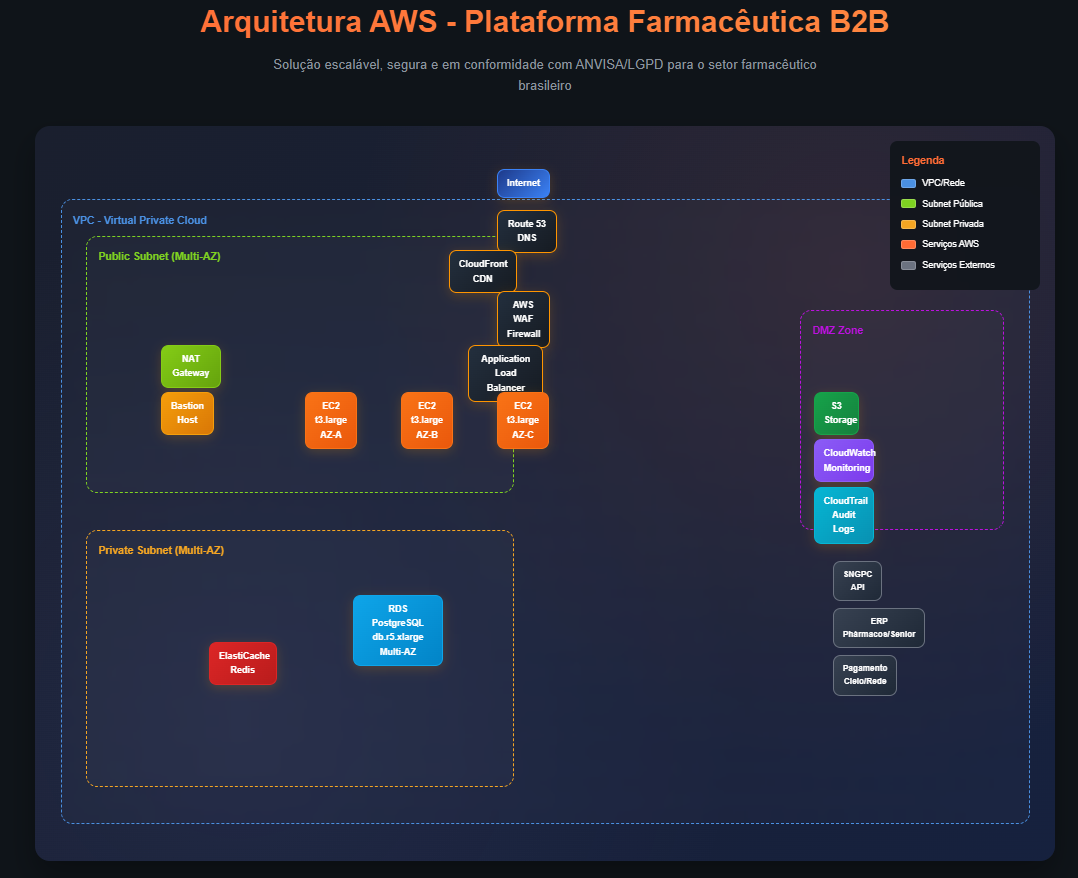 Arquitetura AWS - Plataforma Farmacêutica B2B
Solução escalável, segura e em conformidade com ANVISA/LGPD para o setor farmacêutico
brasileiro
Legenda
VPC/Rede
Subnet Pública
Subnet Privada
Serviços AWS
Serviços Externos
Internet
VPC - Virtual Private Cloud
Route 53
DNS
Public Subnet (Multi-AZ)
CloudFront
CDN
AWS
WAF
Firewall
DMZ Zone
NAT
Gateway
Application
Load
Balancer
Bastion
Host
EC2
t3.large
AZ-A
EC2
t3.large
AZ-B
EC2
t3.large
AZ-C
S3
Storage
CloudWatch
Monitoring
CloudTrail
Audit
Logs
Private Subnet (Multi-AZ)
SNGPC
API
RDS
PostgreSQL
db.r5.xlarge
Multi-AZ
ERP
Phármacos/Senior
ElastiCache
Redis
Pagamento
Cielo/Rede